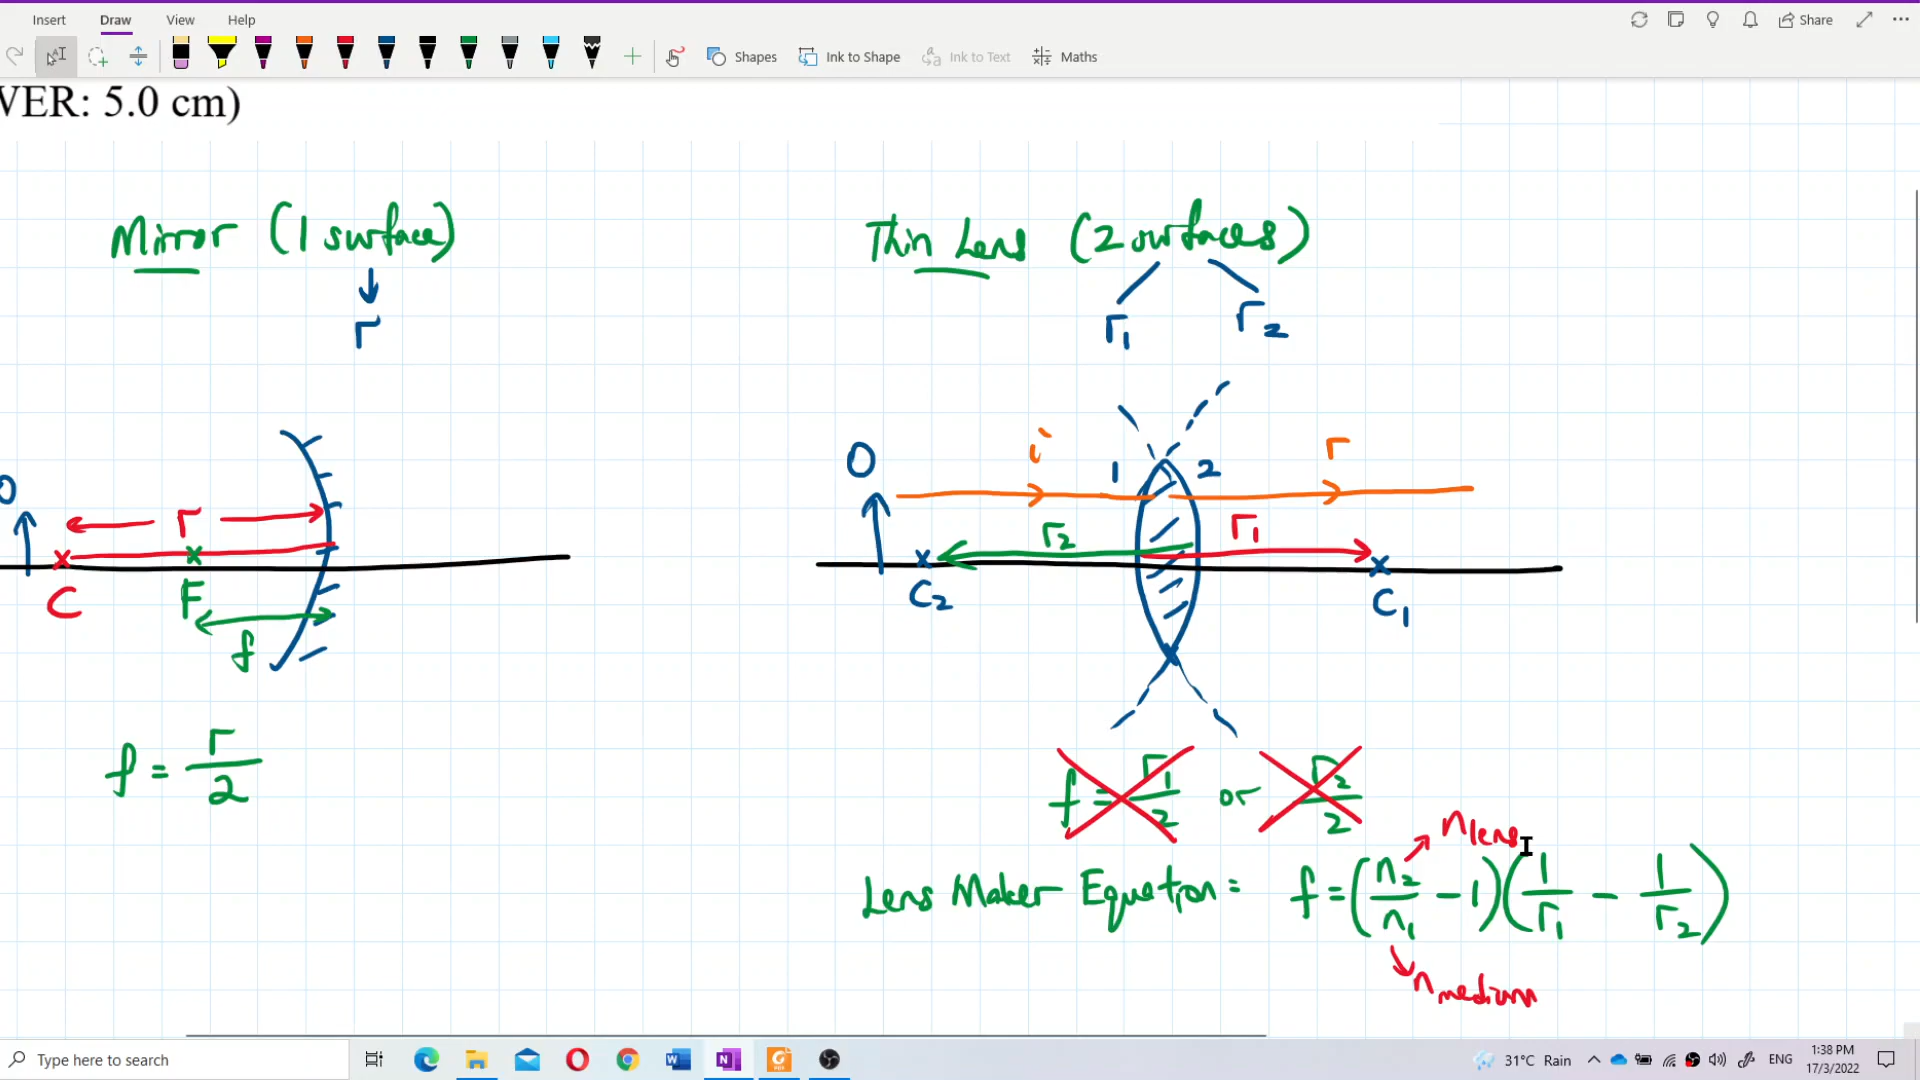 Insert Draw View Help
Share
Shapes Ink to Shape Ink to Text Maths
VER: 5.0 cm)
Mirror (1 surface)
r
O
r
C
F
f
f = r/2
Thin Lens (2 surfaces)
r₁ r₂
O i 1 2 r
r₂ r₁
C₂ C₁
f = r₁/2 or r₂/2
n lens
Lens Maker Equation = f = (n₂/n₁ - 1)(1/r₁ - 1/r₂)
n medium
Type here to search
31°C Rain
ENG
1:38 PM
17/3/2022